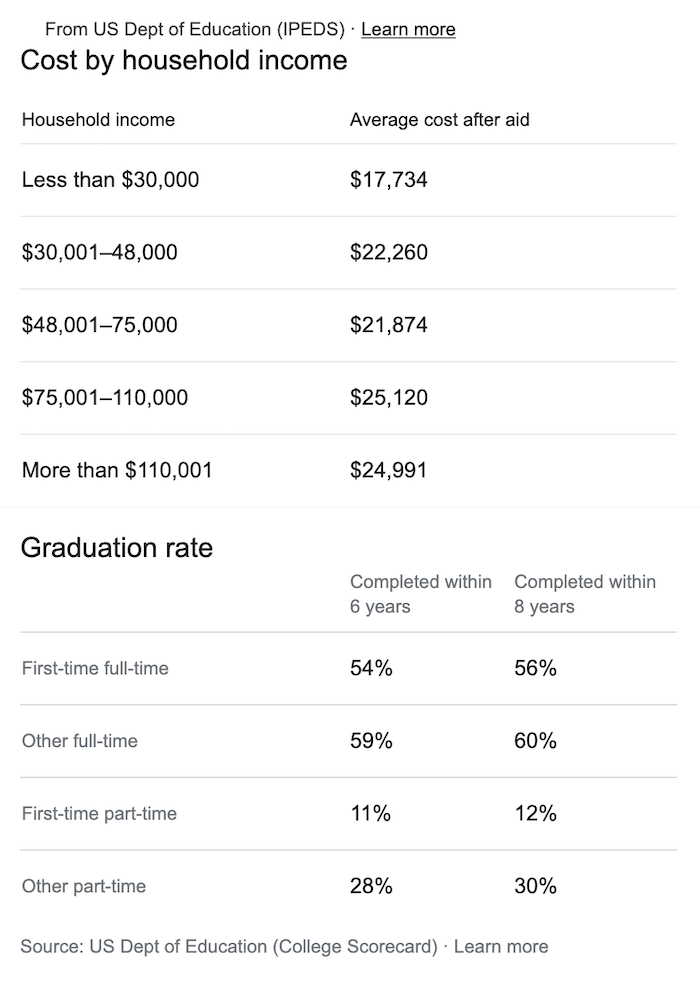 From US Dept of Education (IPEDS) · Learn more
Cost by household income
Household income Average cost after aid
Less than $30,000 $17,734
$30,001–48,000 $22,260
$48,001–75,000 $21,874
$75,001–110,000 $25,120
More than $110,001 $24,991
Graduation rate
Completed within Completed within
6 years 8 years
First-time full-time 54% 56%
Other full-time 59% 60%
First-time part-time 11% 12%
Other part-time 28% 30%
Source: US Dept of Education (College Scorecard) · Learn more